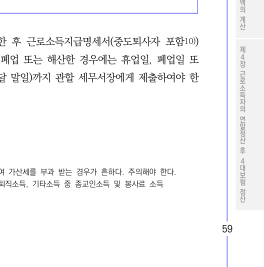 한 후 근로소득지급명세서(중도퇴사자 포함10))
폐업 또는 해산한 경우에는 휴업일, 폐업일 또
달 말일)까지 관할 세무서장에게 제출하여야 한
여 가산세를 부과 받는 경우가 흔하다. 주의해야 한다.
퇴직소득, 기타소득 중 종교인소득 및 봉사료 소득
의 계산
제4장 근로소득자의 연말정산 후 4대보험 정산
59